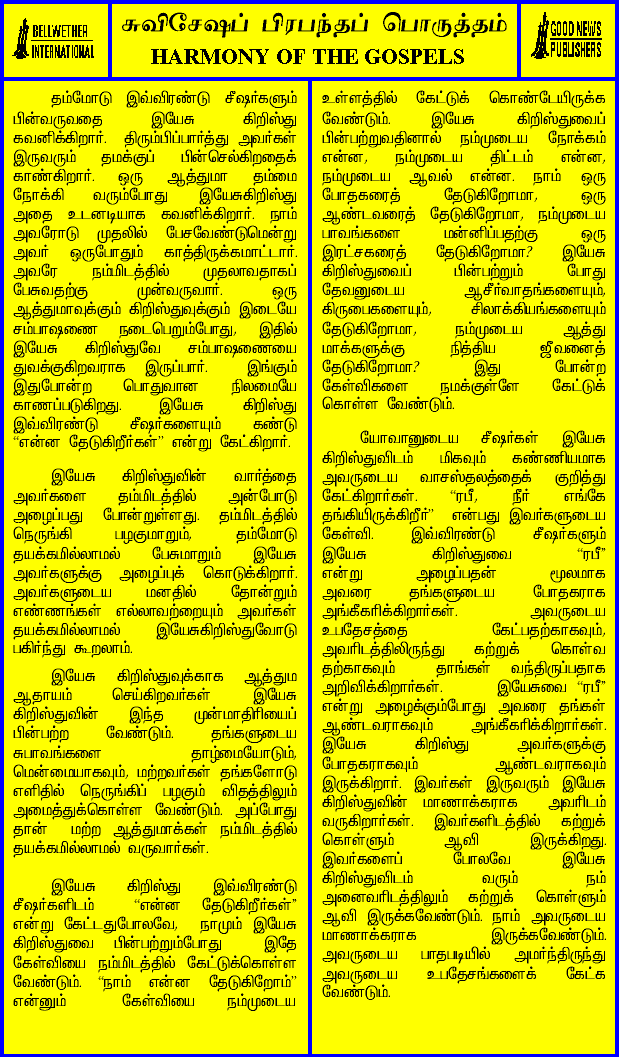 BELLWETHER
INTERNATIONAL
சுவிசேஷப் பிரபந்தப் பொருத்தம்
HARMONY OF THE GOSPELS
GOOD NEWS
PUBLISHERS
தம்மோடு இவ்விரண்டு சீஷர்களும்
பின்வருவதை இயேசு கிறிஸ்து
கவனிக்கிறார். திரும்பிப்பார்த்து அவர்கள்
இருவரும் தமக்குப் பின்செல்கிறதைக்
காண்கிறார். ஒரு ஆத்துமா தம்மை
நோக்கி வரும்போது இயேசுகிறிஸ்து
அதை உடனடியாக கவனிக்கிறார். நாம்
அவரோடு முதலில் பேசவேண்டுமென்று
அவர் ஒருபோதும் காத்திருக்கமாட்டார்.
அவரே நம்மிடத்தில் முதலாவதாகப்
பேசுவதற்கு முன்வருவார். ஒரு
ஆத்துமாவுக்கும் கிறிஸ்துவுக்கும் இடையே
சம்பாஷணை நடைபெறும்போது, இதில்
இயேசு கிறிஸ்துவே சம்பாஷணையை
துவக்குகிறவராக இருப்பார். இங்கும்
இதுபோன்ற பொதுவான நிலமையே
காணப்படுகிறது. இயேசு கிறிஸ்து
இவ்விரண்டு சீஷர்களையும் கண்டு
“என்ன தேடுகிறீர்கள்” என்று கேட்கிறார்.
இயேசு கிறிஸ்துவின் வார்த்தை
அவர்களை தம்மிடத்தில் அன்போடு
அழைப்பது போன்றுள்ளது. தம்மிடத்தில்
நெருங்கி பழகுமாறும், தம்மோடு
தயக்கமில்லாமல் பேசுமாறும் இயேசு
அவர்களுக்கு அழைப்புக் கொடுக்கிறார்.
அவர்களுடைய மனதில் தோன்றும்
எண்ணங்கள் எல்லாவற்றையும் அவர்கள்
தயக்கமில்லாமல் இயேசுகிறிஸ்துவோடு
பகிர்ந்து கூறலாம்.
இயேசு கிறிஸ்துவுக்காக ஆத்தும
ஆதாயம் செய்கிறவர்கள் இயேசு
கிறிஸ்துவின் இந்த முன்மாதிரியைப்
பின்பற்ற வேண்டும். தங்களுடைய
சுபாவங்களை தாழ்மையோடும்,
மென்மையாகவும், மற்றவர்கள் தங்களோடு
எளிதில் நெருங்கிப் பழகும் விதத்திலும்
அமைத்துக்கொள்ள வேண்டும். அப்போது
தான் மற்ற ஆத்துமாக்கள் நம்மிடத்தில்
தயக்கமில்லாமல் வருவார்கள்.
இயேசு கிறிஸ்து இவ்விரண்டு
சீஷர்களிடம் “என்ன தேடுகிறீர்கள்”
என்று கேட்டதுபோலவே, நாமும் இயேசு
கிறிஸ்துவை பின்பற்றும்போது இதே
கேள்வியை நம்மிடத்தில் கேட்டுக்கொள்ள
வேண்டும். “நாம் என்ன தேடுகிறோம்”
என்னும் கேள்வியை நம்முடைய
உள்ளத்தில் கேட்டுக் கொண்டேயிருக்க
வேண்டும். இயேசு கிறிஸ்துவைப்
பின்பற்றுவதினால் நம்முடைய நோக்கம்
என்ன, நம்முடைய திட்டம் என்ன,
நம்முடைய ஆவல் என்ன. நாம் ஒரு
போதகரைத் தேடுகிறோமா, ஒரு
ஆண்டவரைத் தேடுகிறோமா, நம்முடைய
பாவங்களை மன்னிப்பதற்கு ஒரு
இரட்சகரைத் தேடுகிறோமா? இயேசு
கிறிஸ்துவைப் பின்பற்றும் போது
தேவனுடைய ஆசீர்வாதங்களையும்,
கிருபைகளையும், சிலாக்கியங்களையும்
தேடுகிறோமா, நம்முடைய ஆத்து
மாக்களுக்கு நித்திய ஜீவனைத்
தேடுகிறோமா? இது போன்ற
கேள்விகளை நமக்குள்ளே கேட்டுக்
கொள்ள வேண்டும்.
யோவானுடைய சீஷர்கள் இயேசு
கிறிஸ்துவிடம் மிகவும் கண்ணியமாக
அவருடைய வாசஸ்தலத்தைக் குறித்து
கேட்கிறார்கள். “ரபீ, நீர் எங்கே
தங்கியிருக்கிறீர்” என்பது இவர்களுடைய
கேள்வி. இவ்விரண்டு சீஷர்களும்
இயேசு கிறிஸ்துவை “ரபீ”
என்று அழைப்பதன் மூலமாக
அவரை தங்களுடைய போதகராக
அங்கீகரிக்கிறார்கள். அவருடைய
உபதேசத்தை கேட்பதற்காகவும்,
அவரிடத்திலிருந்து கற்றுக் கொள்வ
தற்காகவும் தாங்கள் வந்திருப்பதாக
அறிவிக்கிறார்கள். இயேசுவை “ரபீ”
என்று அழைக்கும்போது அவரை தங்கள்
ஆண்டவராகவும் அங்கீகரிக்கிறார்கள்.
இயேசு கிறிஸ்து அவர்களுக்கு
போதகராகவும் ஆண்டவராகவும்
இருக்கிறார். இவர்கள் இருவரும் இயேசு
கிறிஸ்துவின் மாணாக்கராக அவரிடம்
வருகிறார்கள். இவர்களிடத்தில் கற்றுக்
கொள்ளும் ஆவி இருக்கிறது.
இவர்களைப் போலவே இயேசு
கிறிஸ்துவிடம் வரும் நம்
அனைவரிடத்திலும் கற்றுக் கொள்ளும்
ஆவி இருக்கவேண்டும். நாம் அவருடைய
மாணாக்கராக இருக்கவேண்டும்.
அவருடைய பாதபடியில் அமர்ந்திருந்து
அவருடைய உபதேசங்களைக் கேட்க
வேண்டும்.